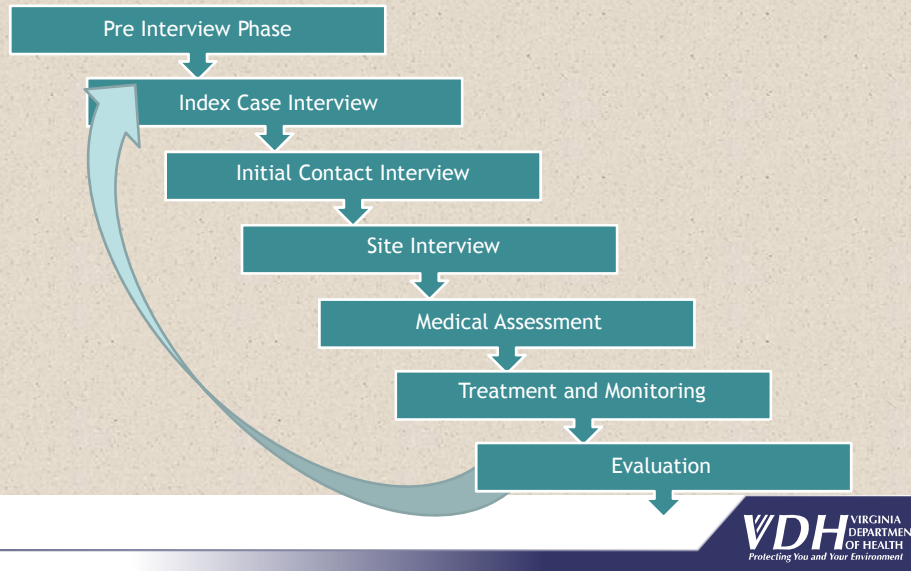 Pre Interview Phase
Index Case Interview
Initial Contact Interview
Site Interview
Medical Assessment
Treatment and Monitoring
Evaluation
VDH
VIRGINIA
DEPARTMEN
OF HEALTH
Protecting You and Your Environment